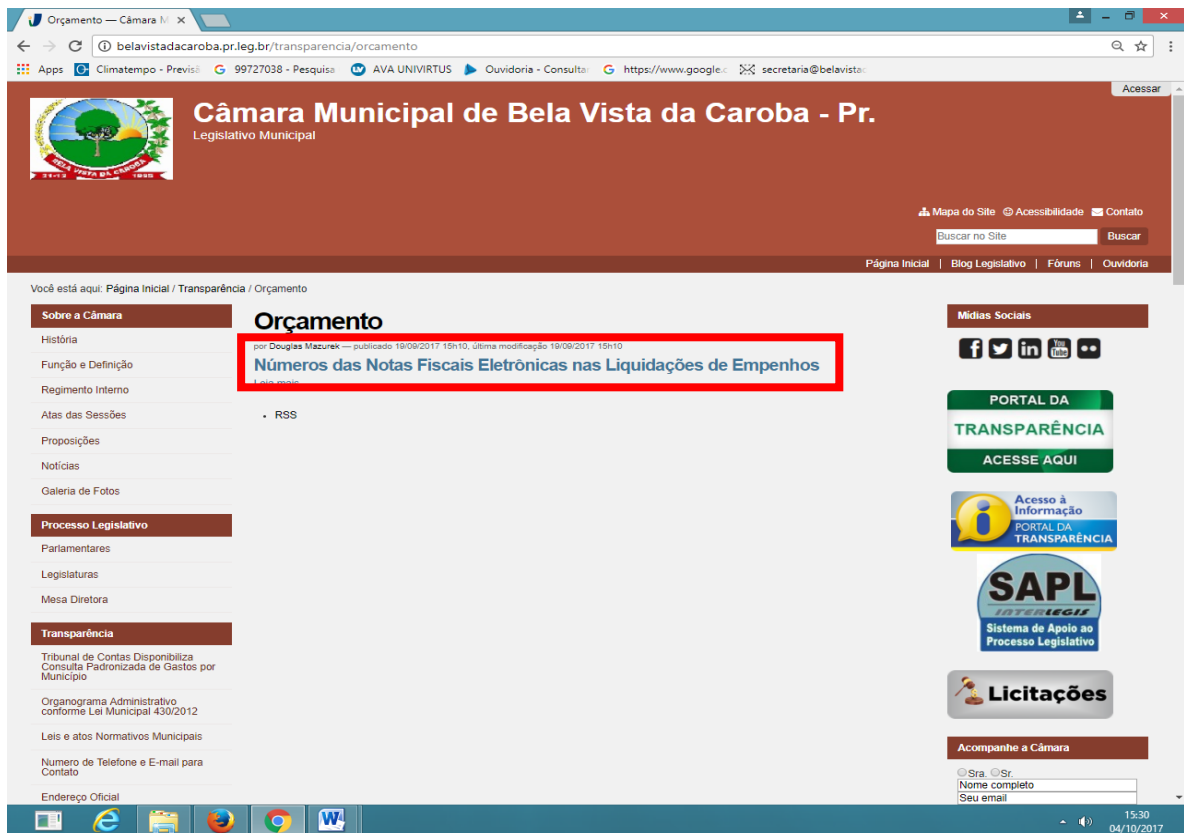 Orçamento — Câmara M
belavistadacaroba.pr.leg.br/transparencia/orcamento
Apps Climatempo - Previsã 99727038 - Pesquisa AVA UNIVIRTUS Ouvidoria - Consulta https://www.google.c secretaria@belavistac
Acessar
Câmara Municipal de Bela Vista da Caroba - Pr.
Legislativo Municipal
BELA VISTA DA CAROBA
31-12 1995
Mapa do Site Acessibilidade Contato
Buscar no Site Buscar
Página Inicial | Blog Legislativo | Fóruns | Ouvidoria
Você está aqui: Página Inicial / Transparência / Orçamento
Sobre a Câmara
História
Função e Definição
Regimento Interno
Atas das Sessões
Proposições
Notícias
Galeria de Fotos
Processo Legislativo
Parlamentares
Legislaturas
Mesa Diretora
Transparência
Tribunal de Contas Disponibiliza
Consulta Padronizada de Gastos por
Município
Organograma Administrativo
conforme Lei Municipal 430/2012
Leis e atos Normativos Municipais
Numero de Telefone e E-mail para
Contato
Endereço Oficial
Orçamento
por Douglas Mazurek — publicado 19/09/2017 15h10, última modificação 19/09/2017 15h10
Números das Notas Fiscais Eletrônicas nas Liquidações de Empenhos
Leia mais
• RSS
Mídias Sociais
You
Tube
PORTAL DA
TRANSPARÊNCIA
ACESSE AQUI
Acesso à
Informação
PORTAL DA
TRANSPARÊNCIA
SAPL
INTERLEGIS
Sistema de Apoio ao
Processo Legislativo
Licitações
Acompanhe a Câmara
Sra. Sr.
Nome completo
Seu email
15:30
04/10/2017